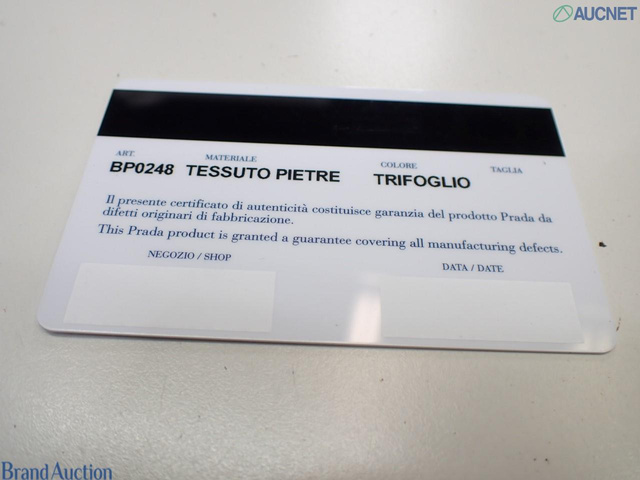 AUCNET
ART. MATERIALE COLORE TAGLIA
BP0248 TESSUTO PIETRE TRIFOGLIO
Il presente certificato di autenticità costituisce garanzia del prodotto Prada da
difetti originari di fabbricazione.
This Prada product is granted a guarantee covering all manufacturing defects.
NEGOZIO / SHOP DATA / DATE
Brand Auction